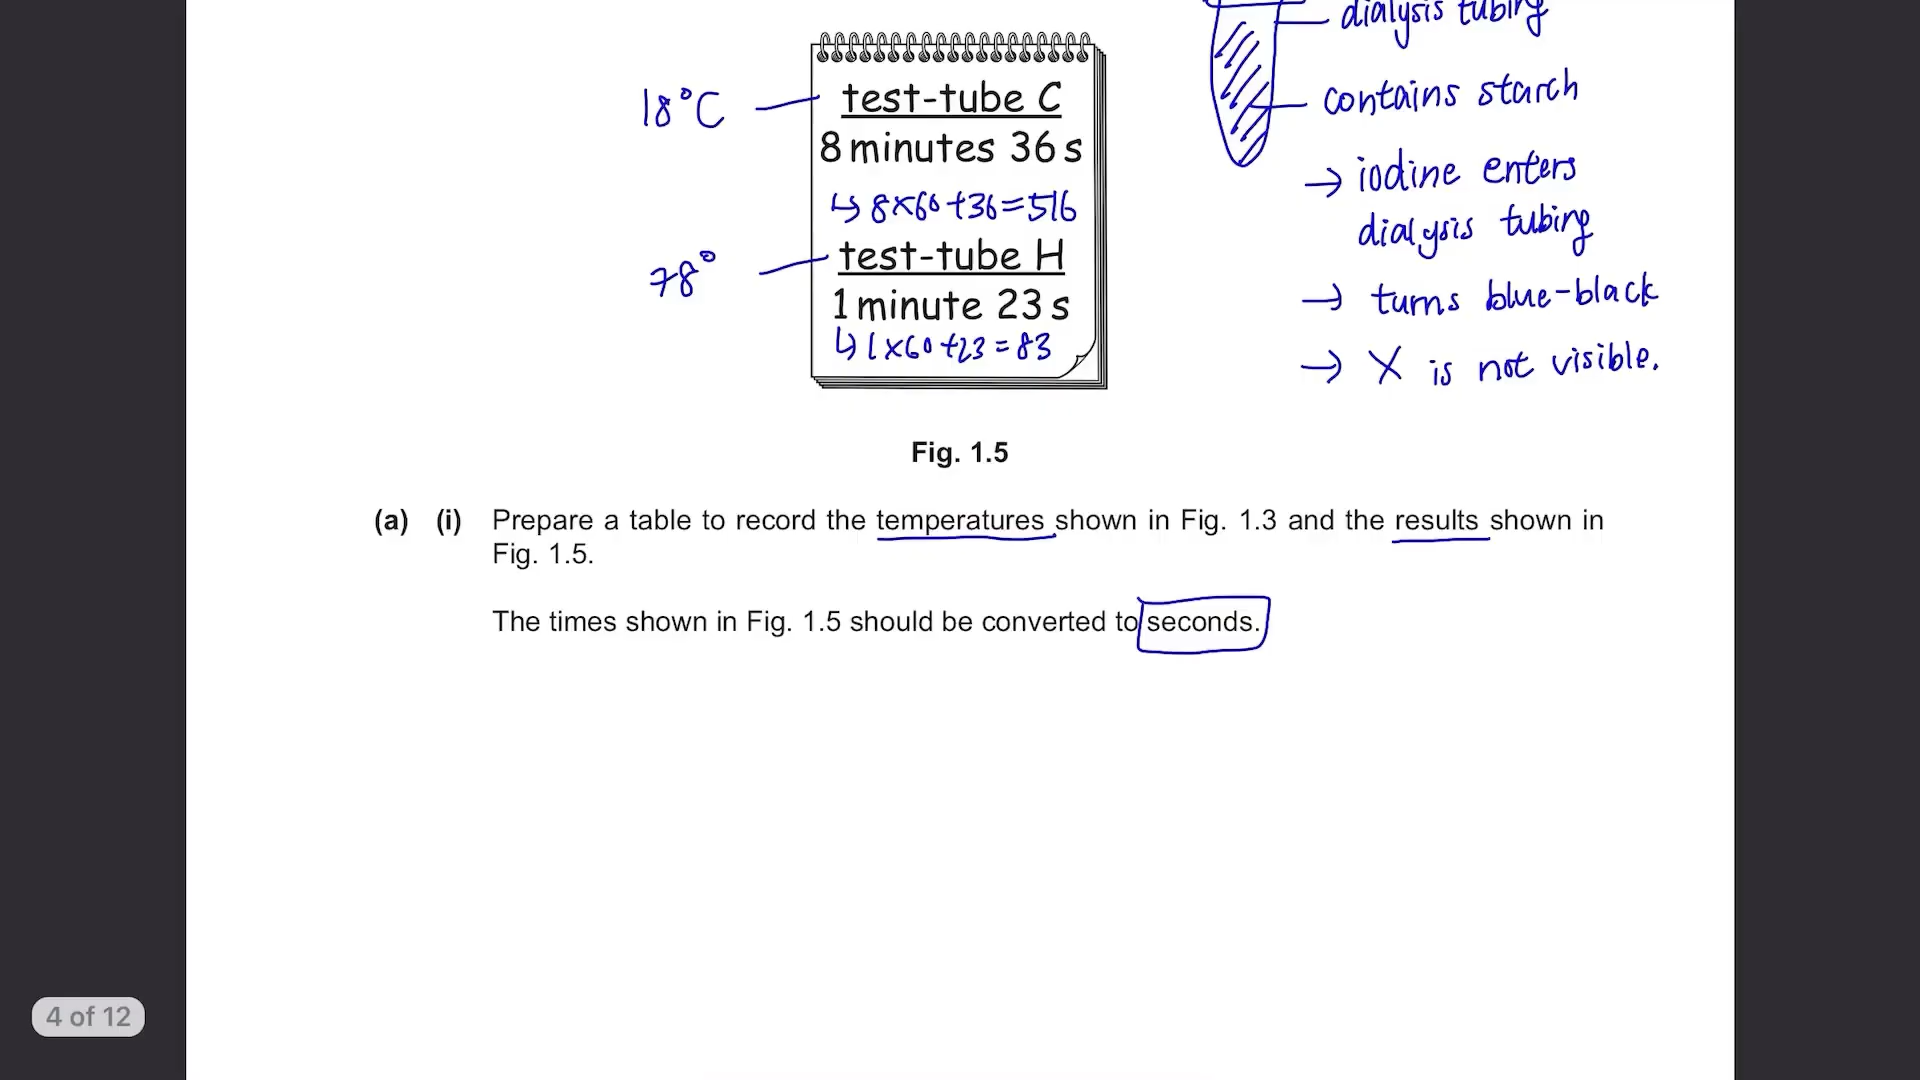 dialysis tubing
18°C
test-tube C
8 minutes 36 s
↳ 8×60+36=516
contains starch
→ iodine enters
dialysis tubing
78°
test-tube H
1 minute 23 s
↳ 1×60+23=83
→ turns blue-black
→ X is not visible.
Fig. 1.5
(a) (i) Prepare a table to record the temperatures shown in Fig. 1.3 and the results shown in
Fig. 1.5.
The times shown in Fig. 1.5 should be converted to seconds.
4 of 12